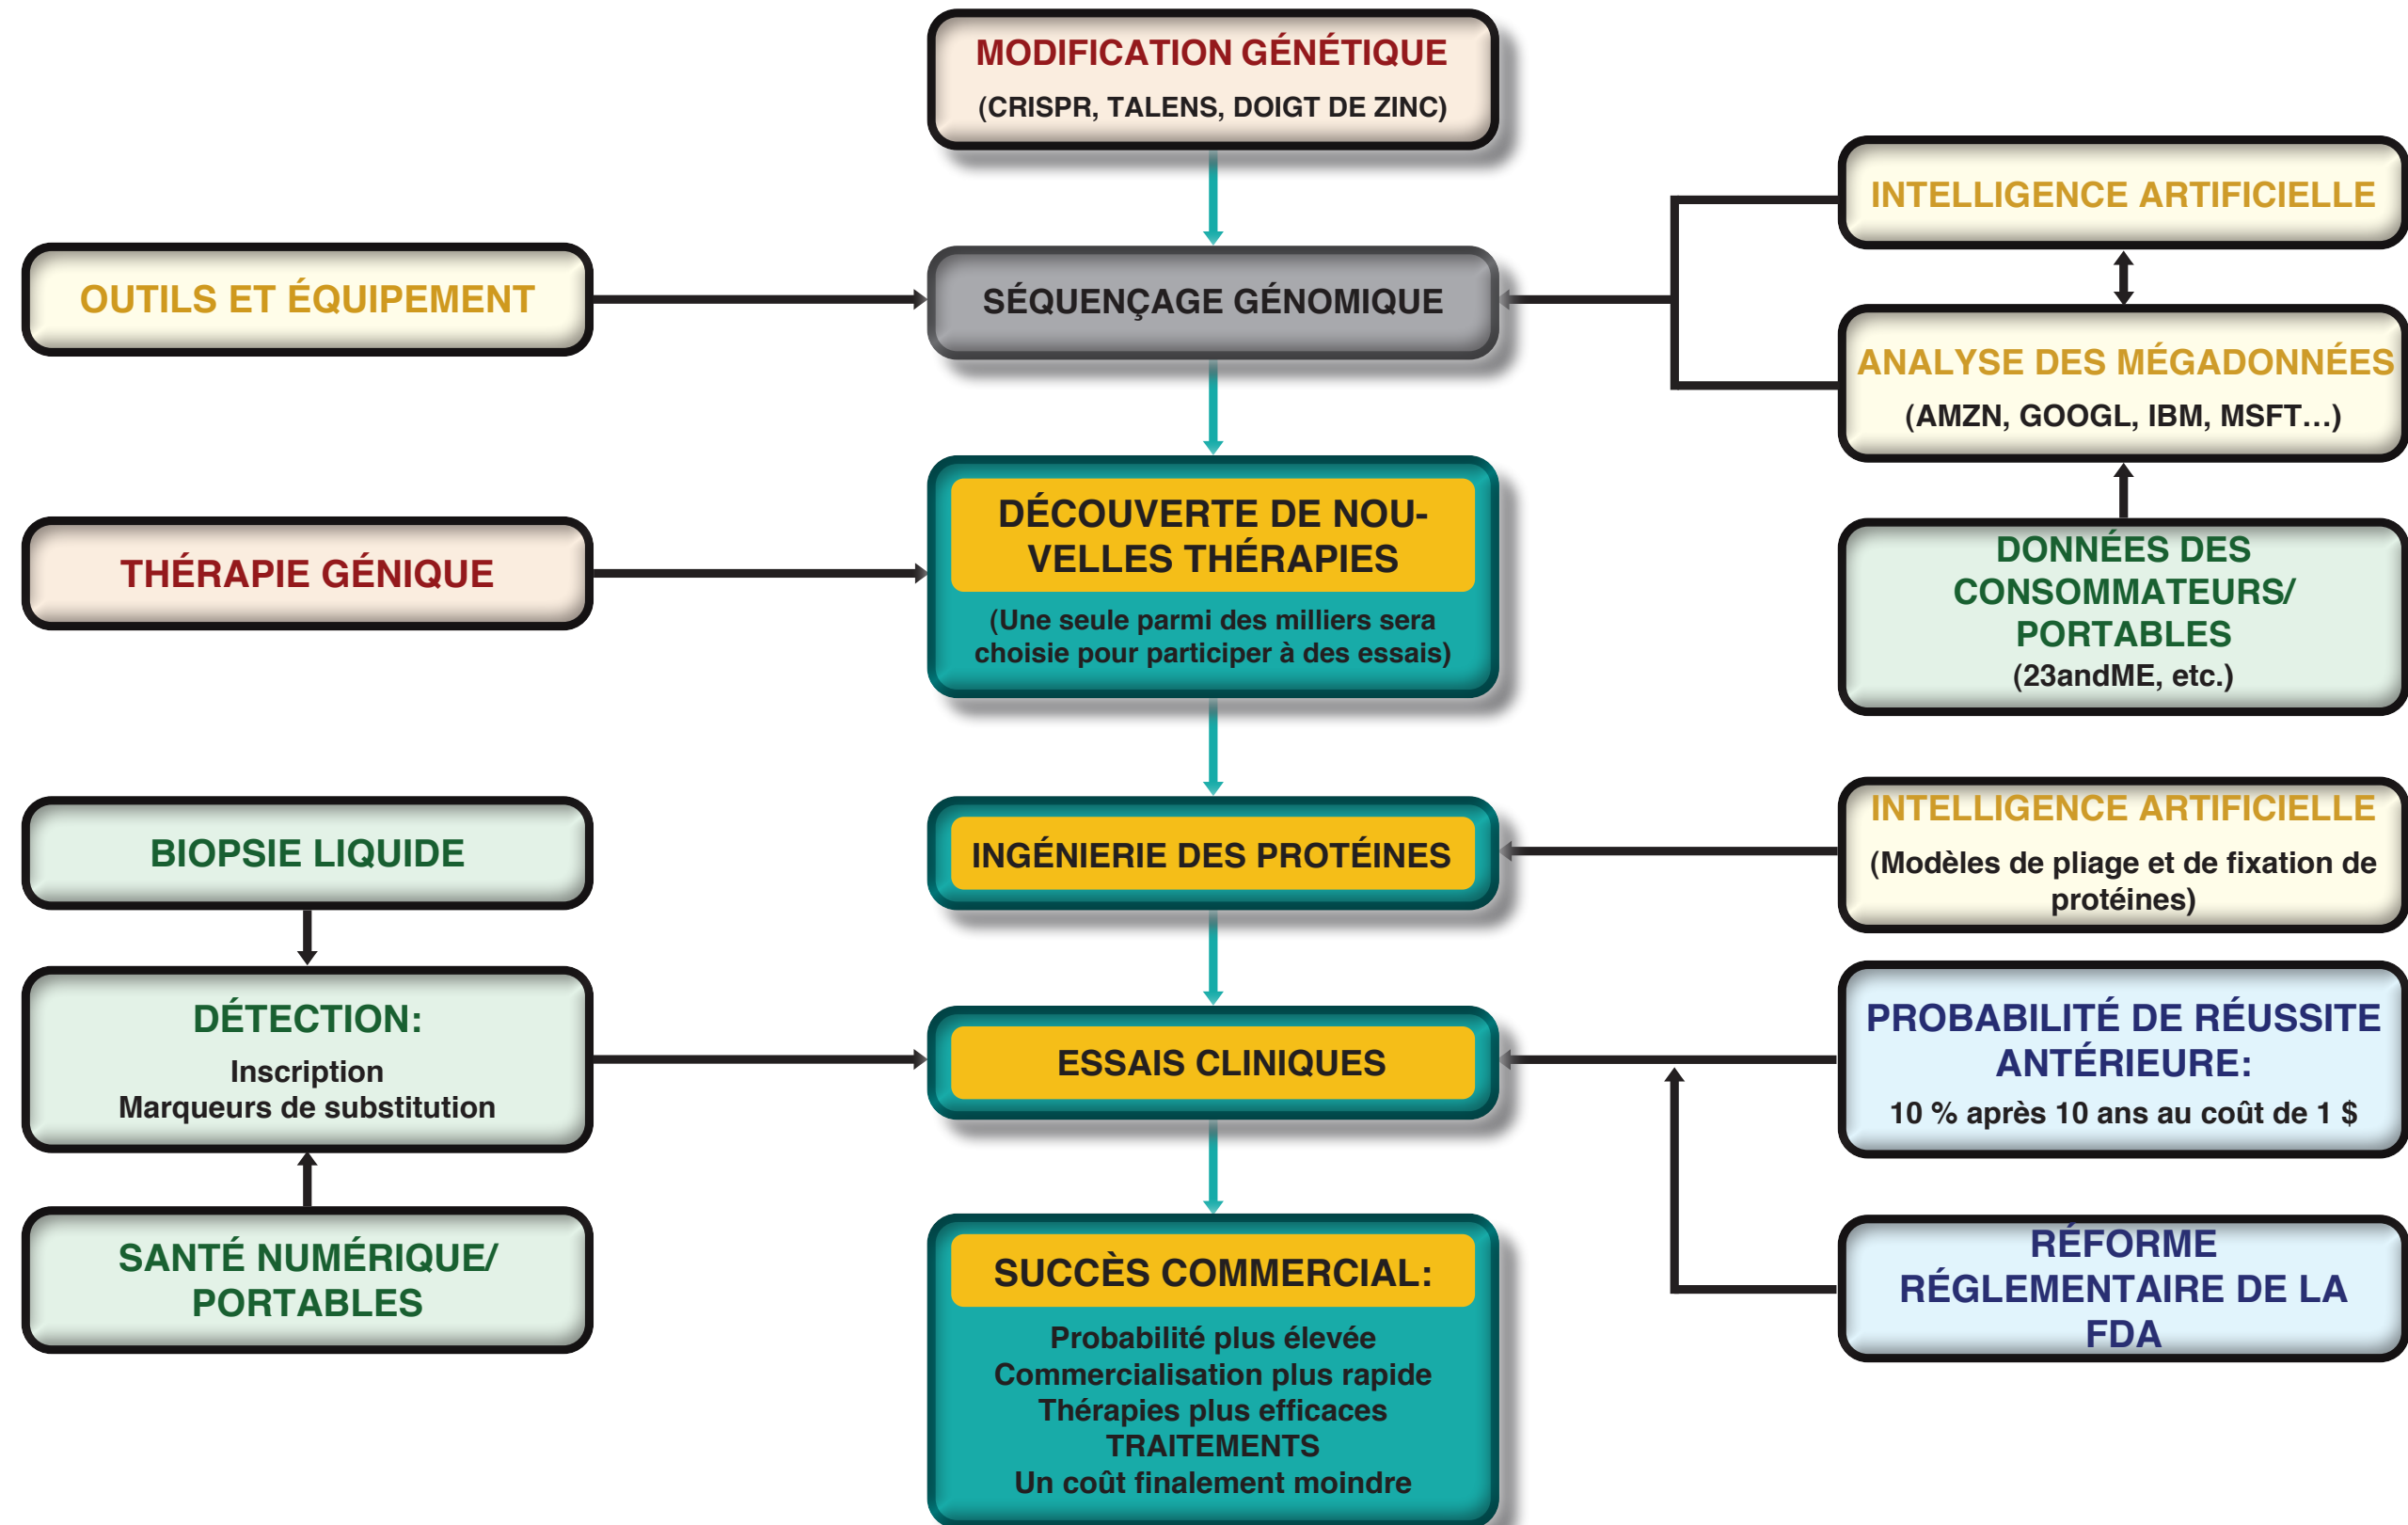 MODIFICATION GÉNÉTIQUE
(CRISPR, TALENS, DOIGT DE ZINC)
INTELLIGENCE ARTIFICIELLE
OUTILS ET ÉQUIPEMENT
SÉQUENÇAGE GÉNOMIQUE
ANALYSE DES MÉGADONNÉES
(AMZN, GOOGL, IBM, MSFT…)
THÉRAPIE GÉNIQUE
DÉCOUVERTE DE NOU-
VELLES THÉRAPIES
(Une seule parmi des milliers sera
choisie pour participer à des essais)
DONNÉES DES
CONSOMMATEURS/
PORTABLES
(23andME, etc.)
BIOPSIE LIQUIDE
INGÉNIERIE DES PROTÉINES
INTELLIGENCE ARTIFICIELLE
(Modèles de pliage et de fixation de
protéines)
DÉTECTION:
Inscription
Marqueurs de substitution
ESSAIS CLINIQUES
PROBABILITÉ DE RÉUSSITE
ANTÉRIEURE:
10 % après 10 ans au coût de 1 $
SANTÉ NUMÉRIQUE/
PORTABLES
SUCCÈS COMMERCIAL:
Probabilité plus élevée
Commercialisation plus rapide
Thérapies plus efficaces
TRAITEMENTS
Un coût finalement moindre
RÉFORME
RÉGLEMENTAIRE DE LA
FDA